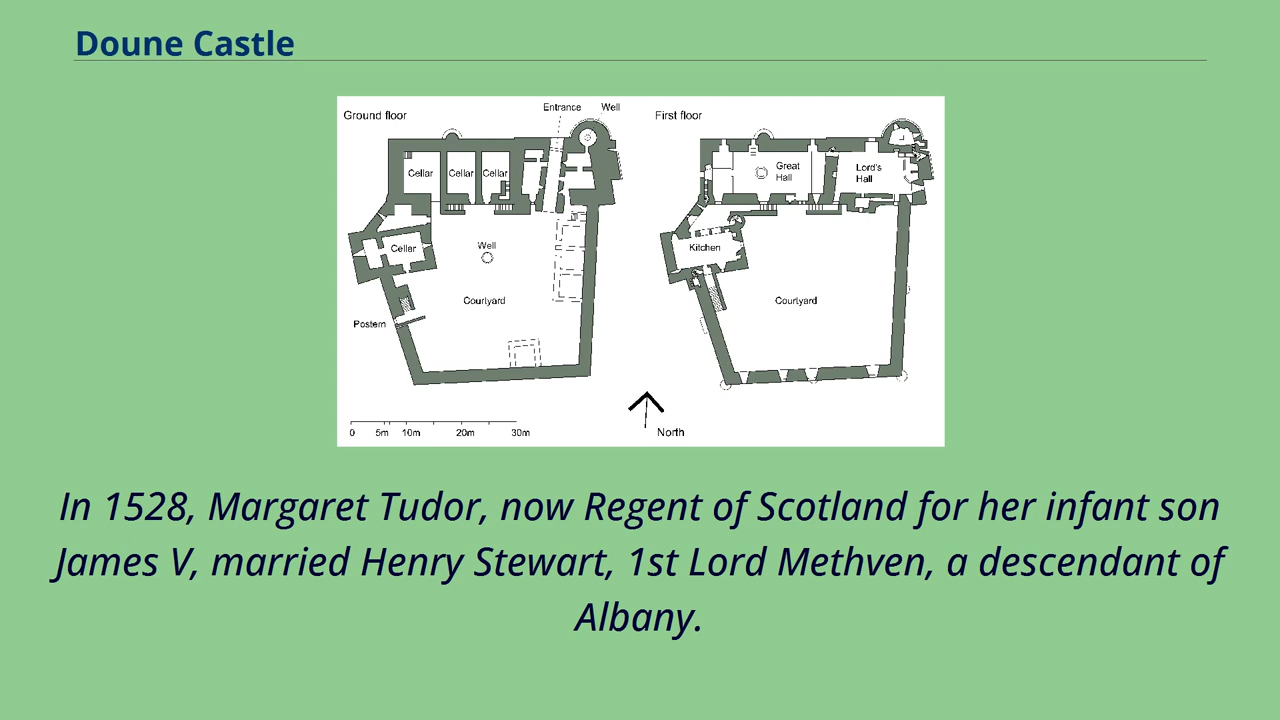 Doune Castle
Entrance Well
Ground floor
First floor
Cellar Cellar Cellar
Great
Hall
Lord's
Hall
Cellar
Well
Kitchen
Courtyard
Courtyard
Postern
0 5m 10m 20m 30m
North
In 1528, Margaret Tudor, now Regent of Scotland for her infant son
James V, married Henry Stewart, 1st Lord Methven, a descendant of
Albany.